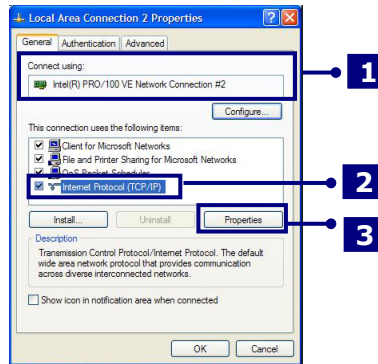 Local Area Connection 2 Properties
General Authentication Advanced
Connect using:
Intel(R) PRO/100 VE Network Connection #2
1
Configure...
This connection uses the following items:
Client for Microsoft Networks
File and Printer Sharing for Microsoft Networks
QoS Packet Scheduler
Internet Protocol (TCP/IP)
2
Install... Uninstall Properties
3
Description
Transmission Control Protocol/Internet Protocol. The default
wide area network protocol that provides communication
across diverse interconnected networks.
Show icon in notification area when connected
OK Cancel